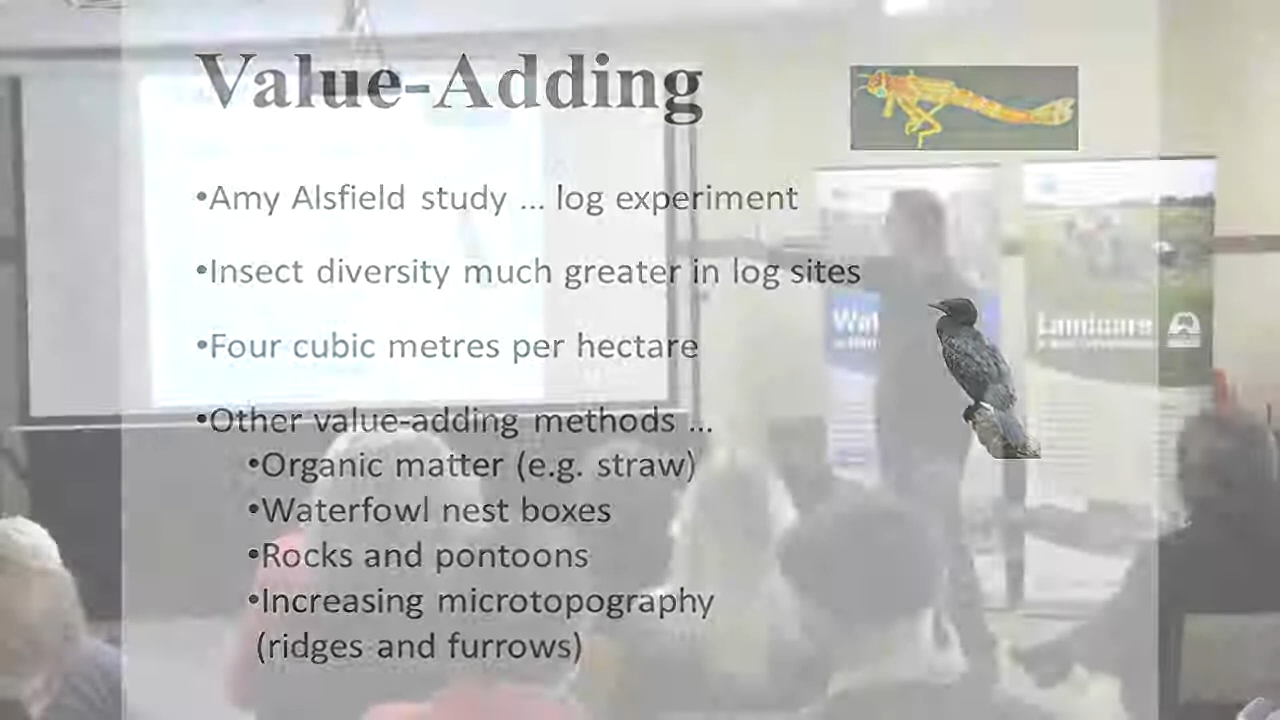 Value-Adding
•Amy Alsfield study ... log experiment
•Insect diversity much greater in log sites
•Four cubic metres per hectare
•Other value-adding methods ...
•Organic matter (e.g. straw)
•Waterfowl nest boxes
•Rocks and pontoons
•Increasing microtopography
(ridges and furrows)
Landcare